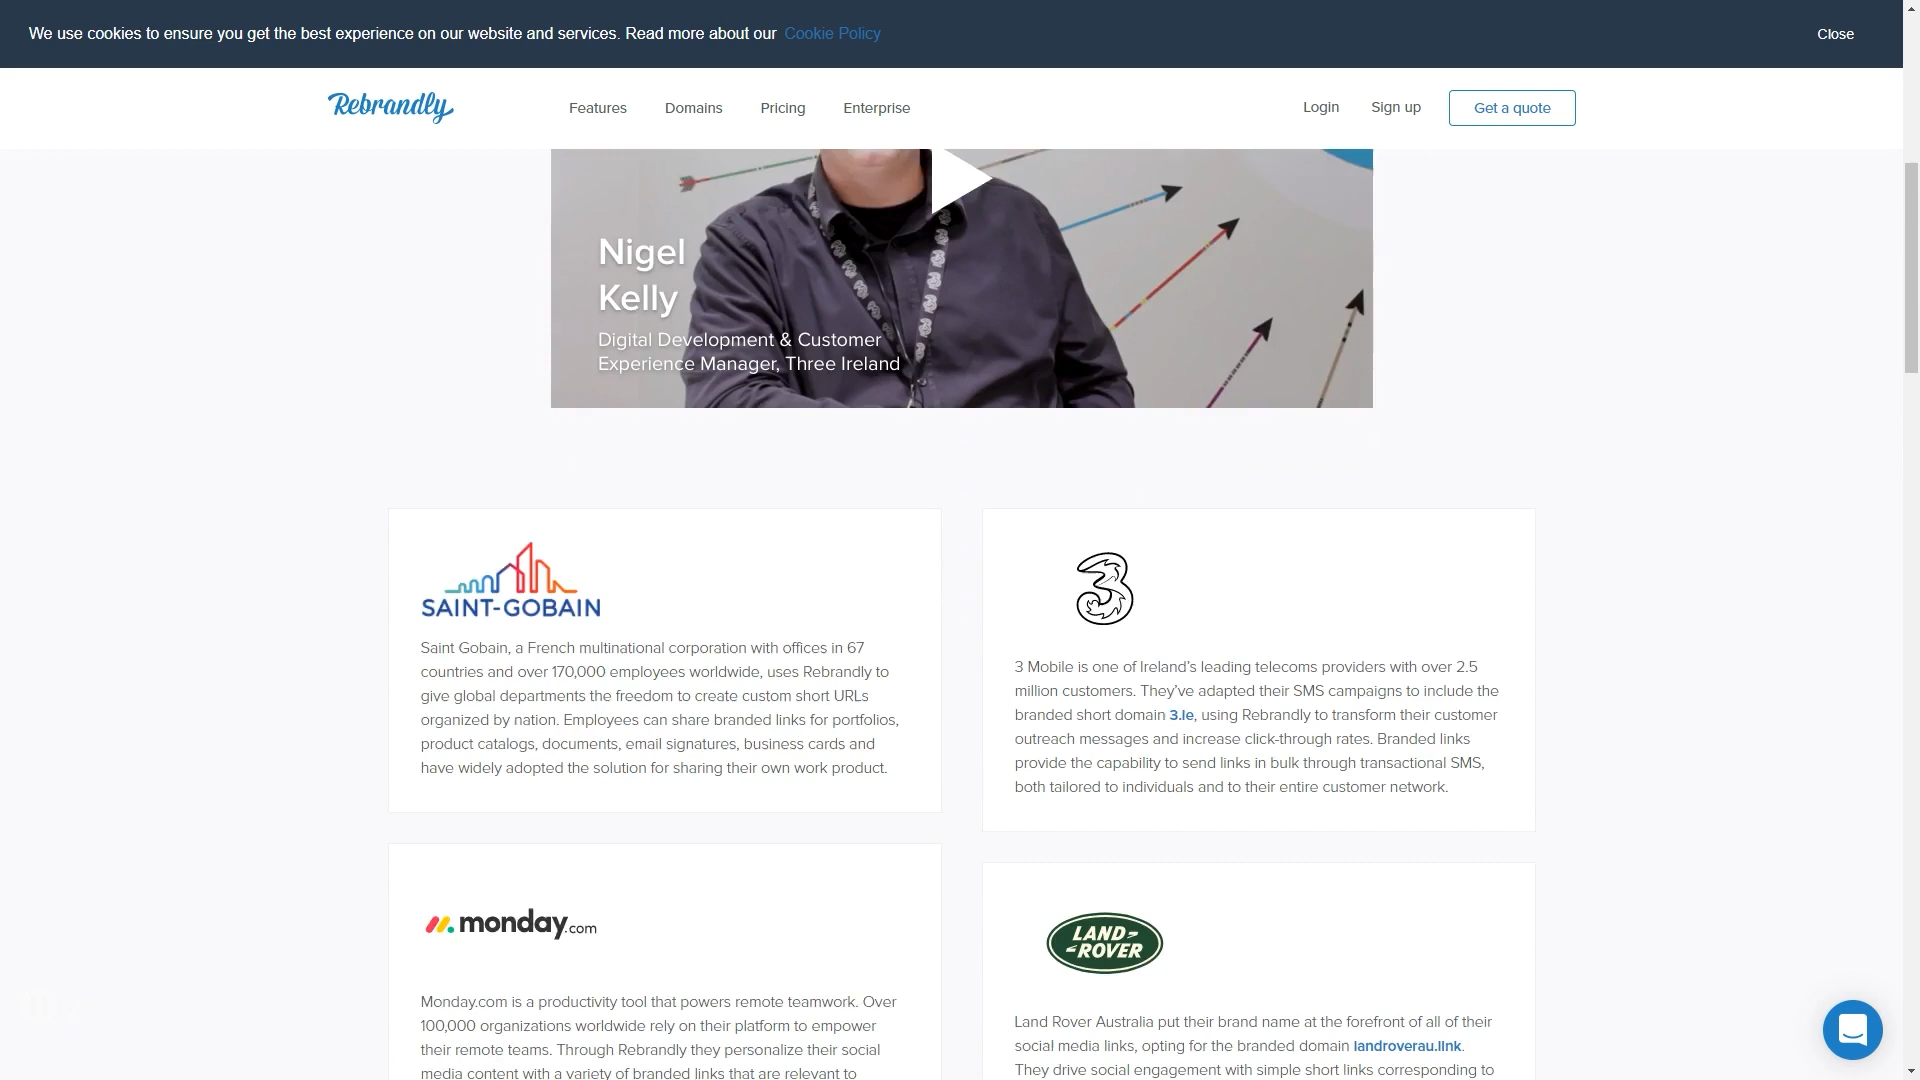 We use cookies to ensure you get the best experience on our website and services. Read more about our Cookie Policy
Close
Rebrandly
Features
Domains
Pricing
Enterprise
Login
Sign up
Get a quote
Nigel
Kelly
Digital Development & Customer
Experience Manager, Three Ireland
SAINT-GOBAIN
Saint Gobain, a French multinational corporation with offices in 67
countries and over 170,000 employees worldwide, uses Rebrandly to
give global departments the freedom to create custom short URLs
organized by nation. Employees can share branded links for portfolios,
product catalogs, documents, email signatures, business cards and
have widely adopted the solution for sharing their own work product.
3
3 Mobile is one of Ireland's leading telecoms providers with over 2.5
million customers. They've adapted their SMS campaigns to include the
branded short domain 3.ie, using Rebrandly to transform their customer
outreach messages and increase click-through rates. Branded links
provide the capability to send links in bulk through transactional SMS,
both tailored to individuals and to their entire customer network.
monday.com
Monday.com is a productivity tool that powers remote teamwork. Over
100,000 organizations worldwide rely on their platform to empower
their remote teams. Through Rebrandly they personalize their social
media content with a variety of branded links that are relevant to
LAND-
-ROVER
Land Rover Australia put their brand name at the forefront of all of their
social media links, opting for the branded domain landroverau.link.
They drive social engagement with simple short links corresponding to